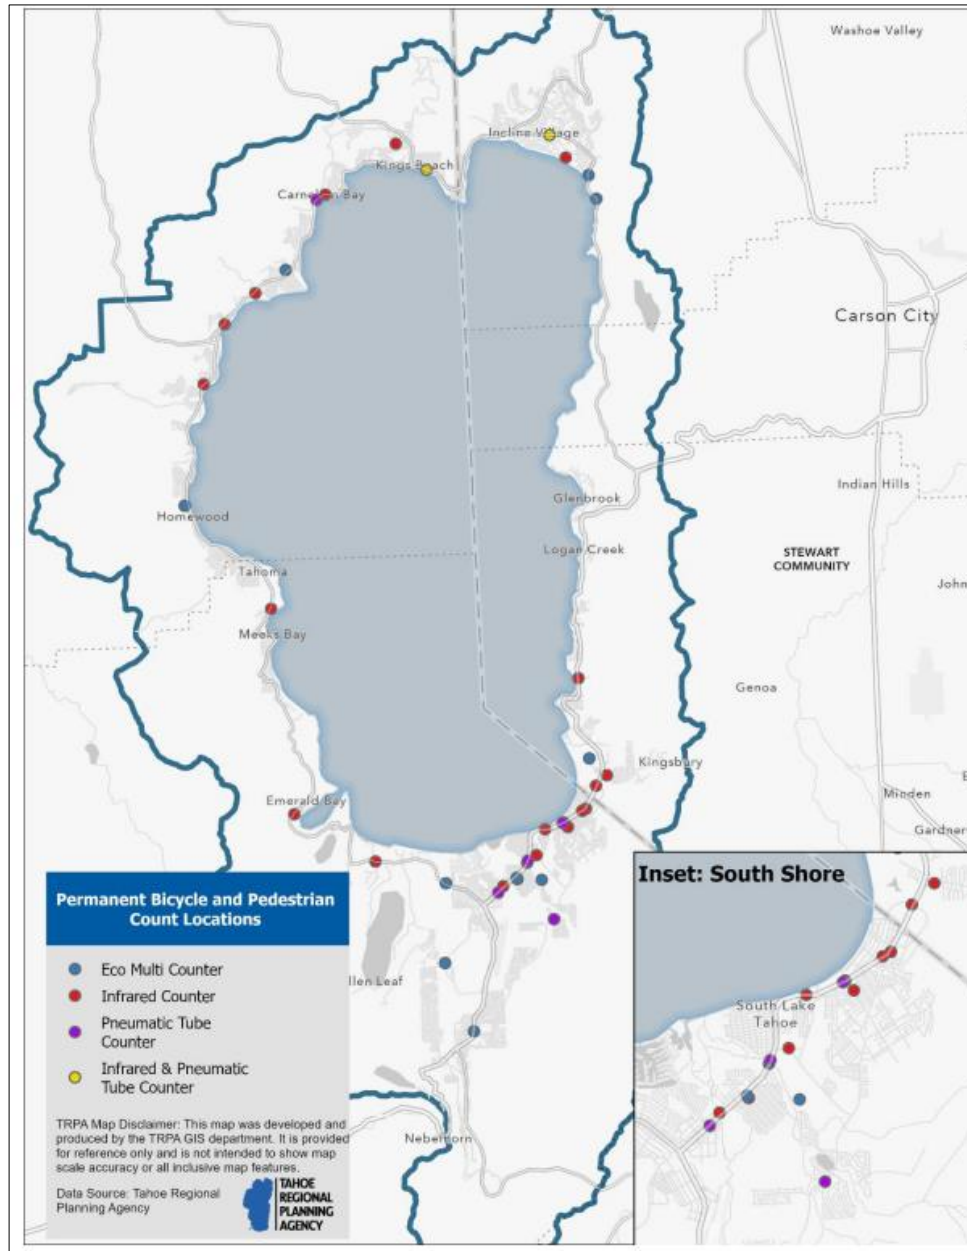 Washoe Valley
Incline Village
Kings Beach
Carnelian Bay
Carson City
Homewood
Glenbrook
Indian Hills
Logan Creek
STEWART
COMMUNITY
Tahoma
John
Meeks Bay
Genoa
Kingsbury
Emerald Bay
Minden
Gardner
Inset: South Shore
Permanent Bicycle and Pedestrian
Count Locations
Eco Multi Counter
Infrared Counter
Pneumatic Tube
Counter
Infrared & Pneumatic
Tube Counter
llen Leaf
South Lake
Tahoe
TRPA Map Disclaimer: This map was developed and
produced by the TRPA GIS department. It is provided
for reference only and is not intended to show map
scale accuracy or all inclusive map features.
Nebelhorn
Data Source: Tahoe Regional
Planning Agency
TAHOE
REGIONAL
PLANNING
AGENCY